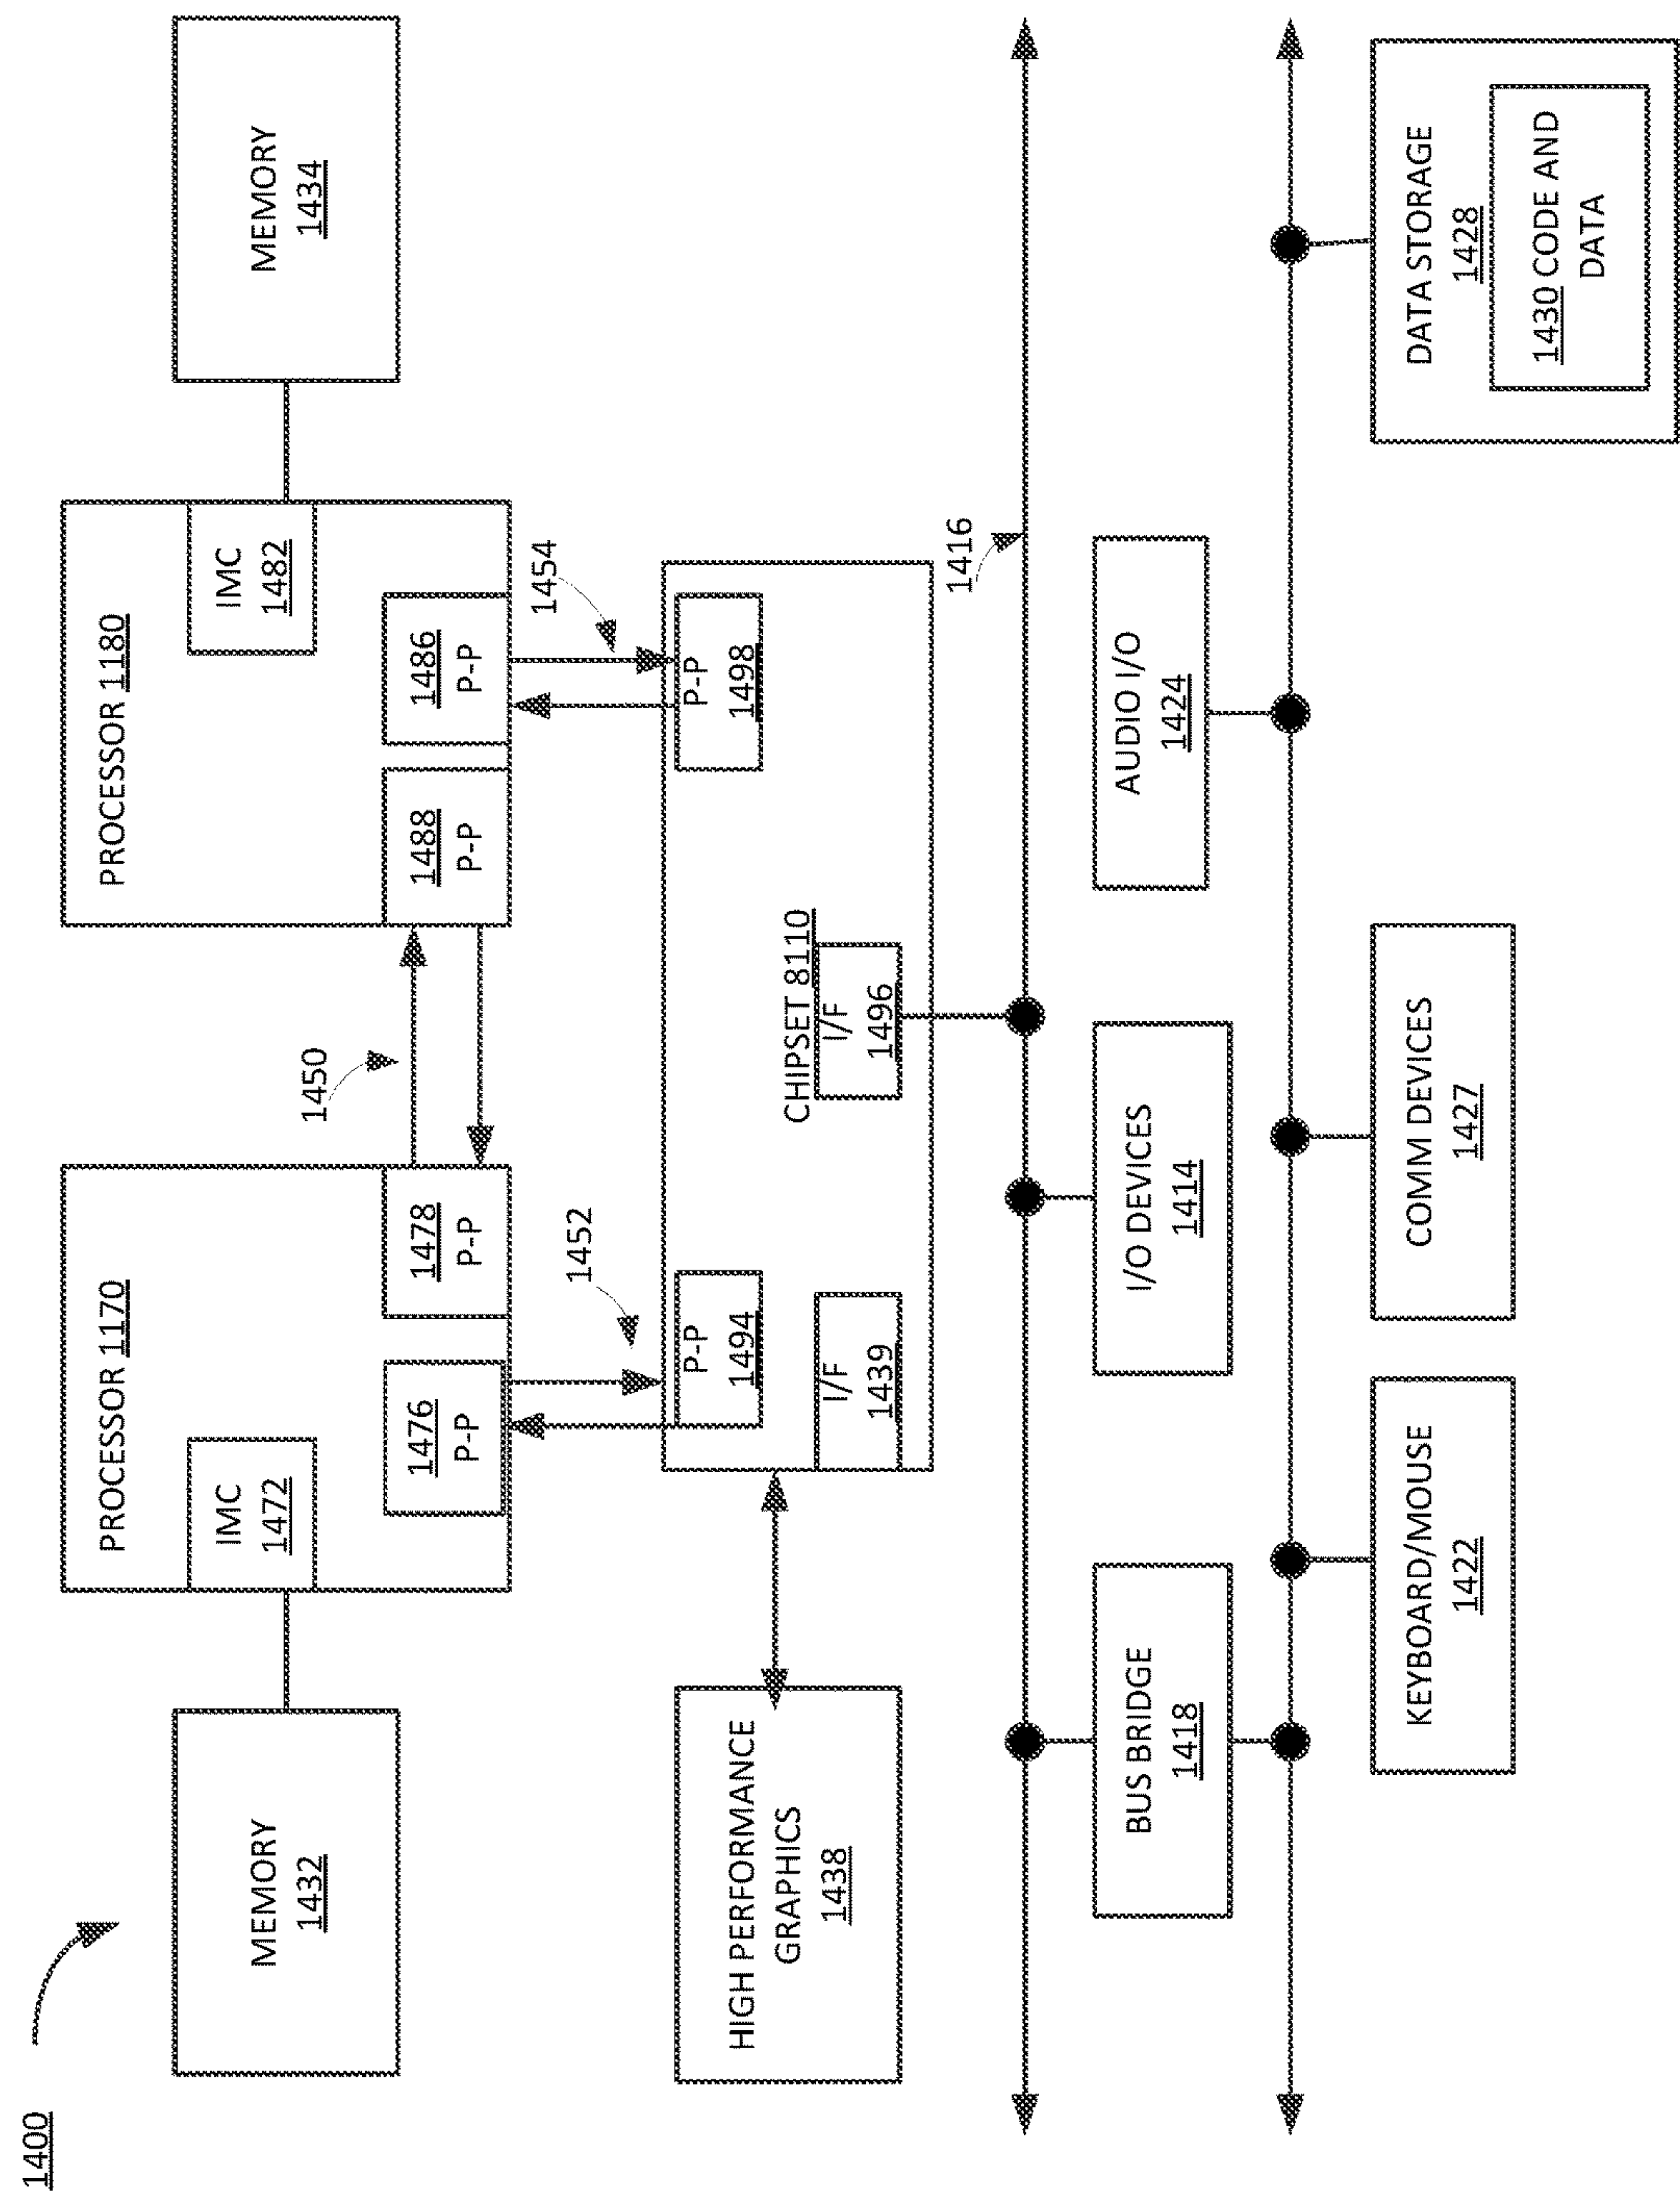 1400
MEMORY
1432
PROCESSOR 1170
IMC
1472
1476
P-P
1478
P-P
1450
PROCESSOR 1180
IMC
1482
1488
P-P
1486
P-P
MEMORY
1434
1452
1454
HIGH PERFORMANCE
GRAPHICS
1438
P-P
1494
P-P
1498
CHIPSET 8110
I/F
1439
I/F
1496
1416
BUS BRIDGE
1418
I/O DEVICES
1414
AUDIO I/O
1424
KEYBOARD/MOUSE
1422
COMM DEVICES
1427
DATA STORAGE
1428
1430 CODE AND
DATA